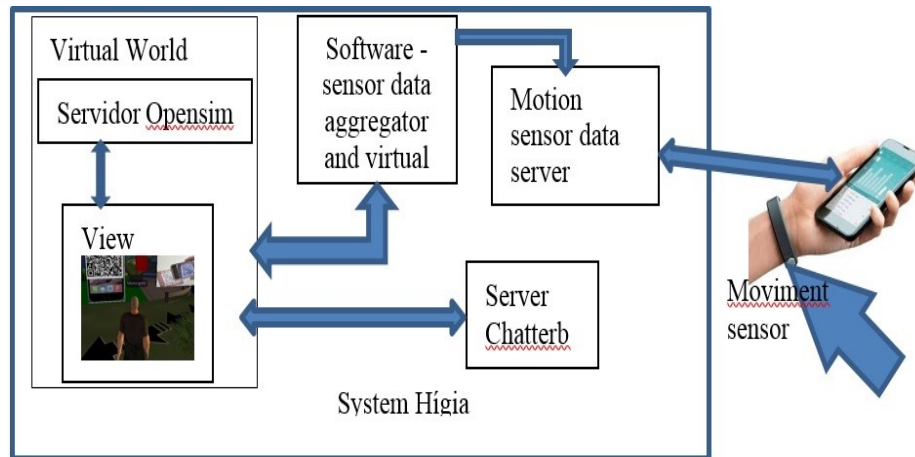 Virtual World
Servidor Opensim
View
Software -
sensor data
aggregator
and virtual
Motion
sensor data
server
Server
Chatterb
Moviment
sensor
System Hígia